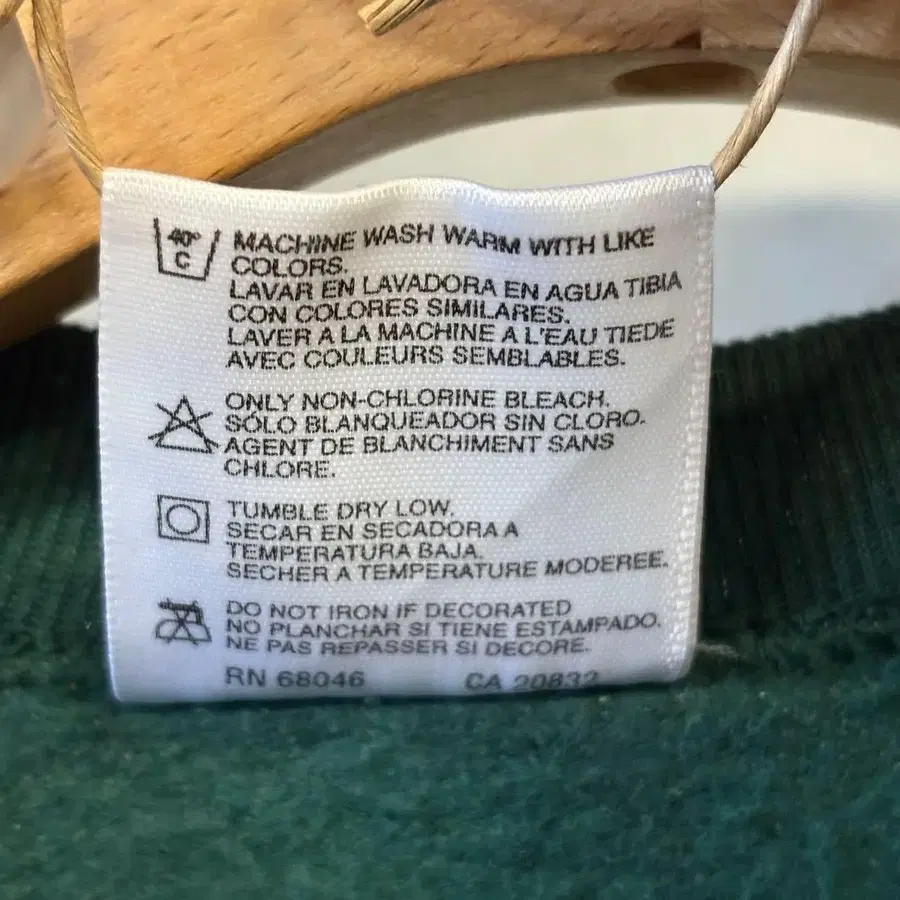 40°
C
MACHINE WASH WARM WITH LIKE
COLORS.
LAVAR EN LAVADORA EN AGUA TIBIA
CON COLORES SIMILARES.
LAVER A LA MACHINE A L'EAU TIEDE
AVEC COULEURS SEMBLABLES.
ONLY NON-CHLORINE BLEACH.
SÓLO BLANQUEADOR SIN CLORO.
AGENT DE BLANCHIMENT SANS
CHLORE.
TUMBLE DRY LOW.
SECAR EN SECADORA A
TEMPERATURA BAJA.
SECHER A TEMPERATURE MODEREE.
DO NOT IRON IF DECORATED
NO PLANCHAR SI TIENE ESTAMPADO.
NE PAS REPASSER SI DECORE.
RN 68046 CA 20832